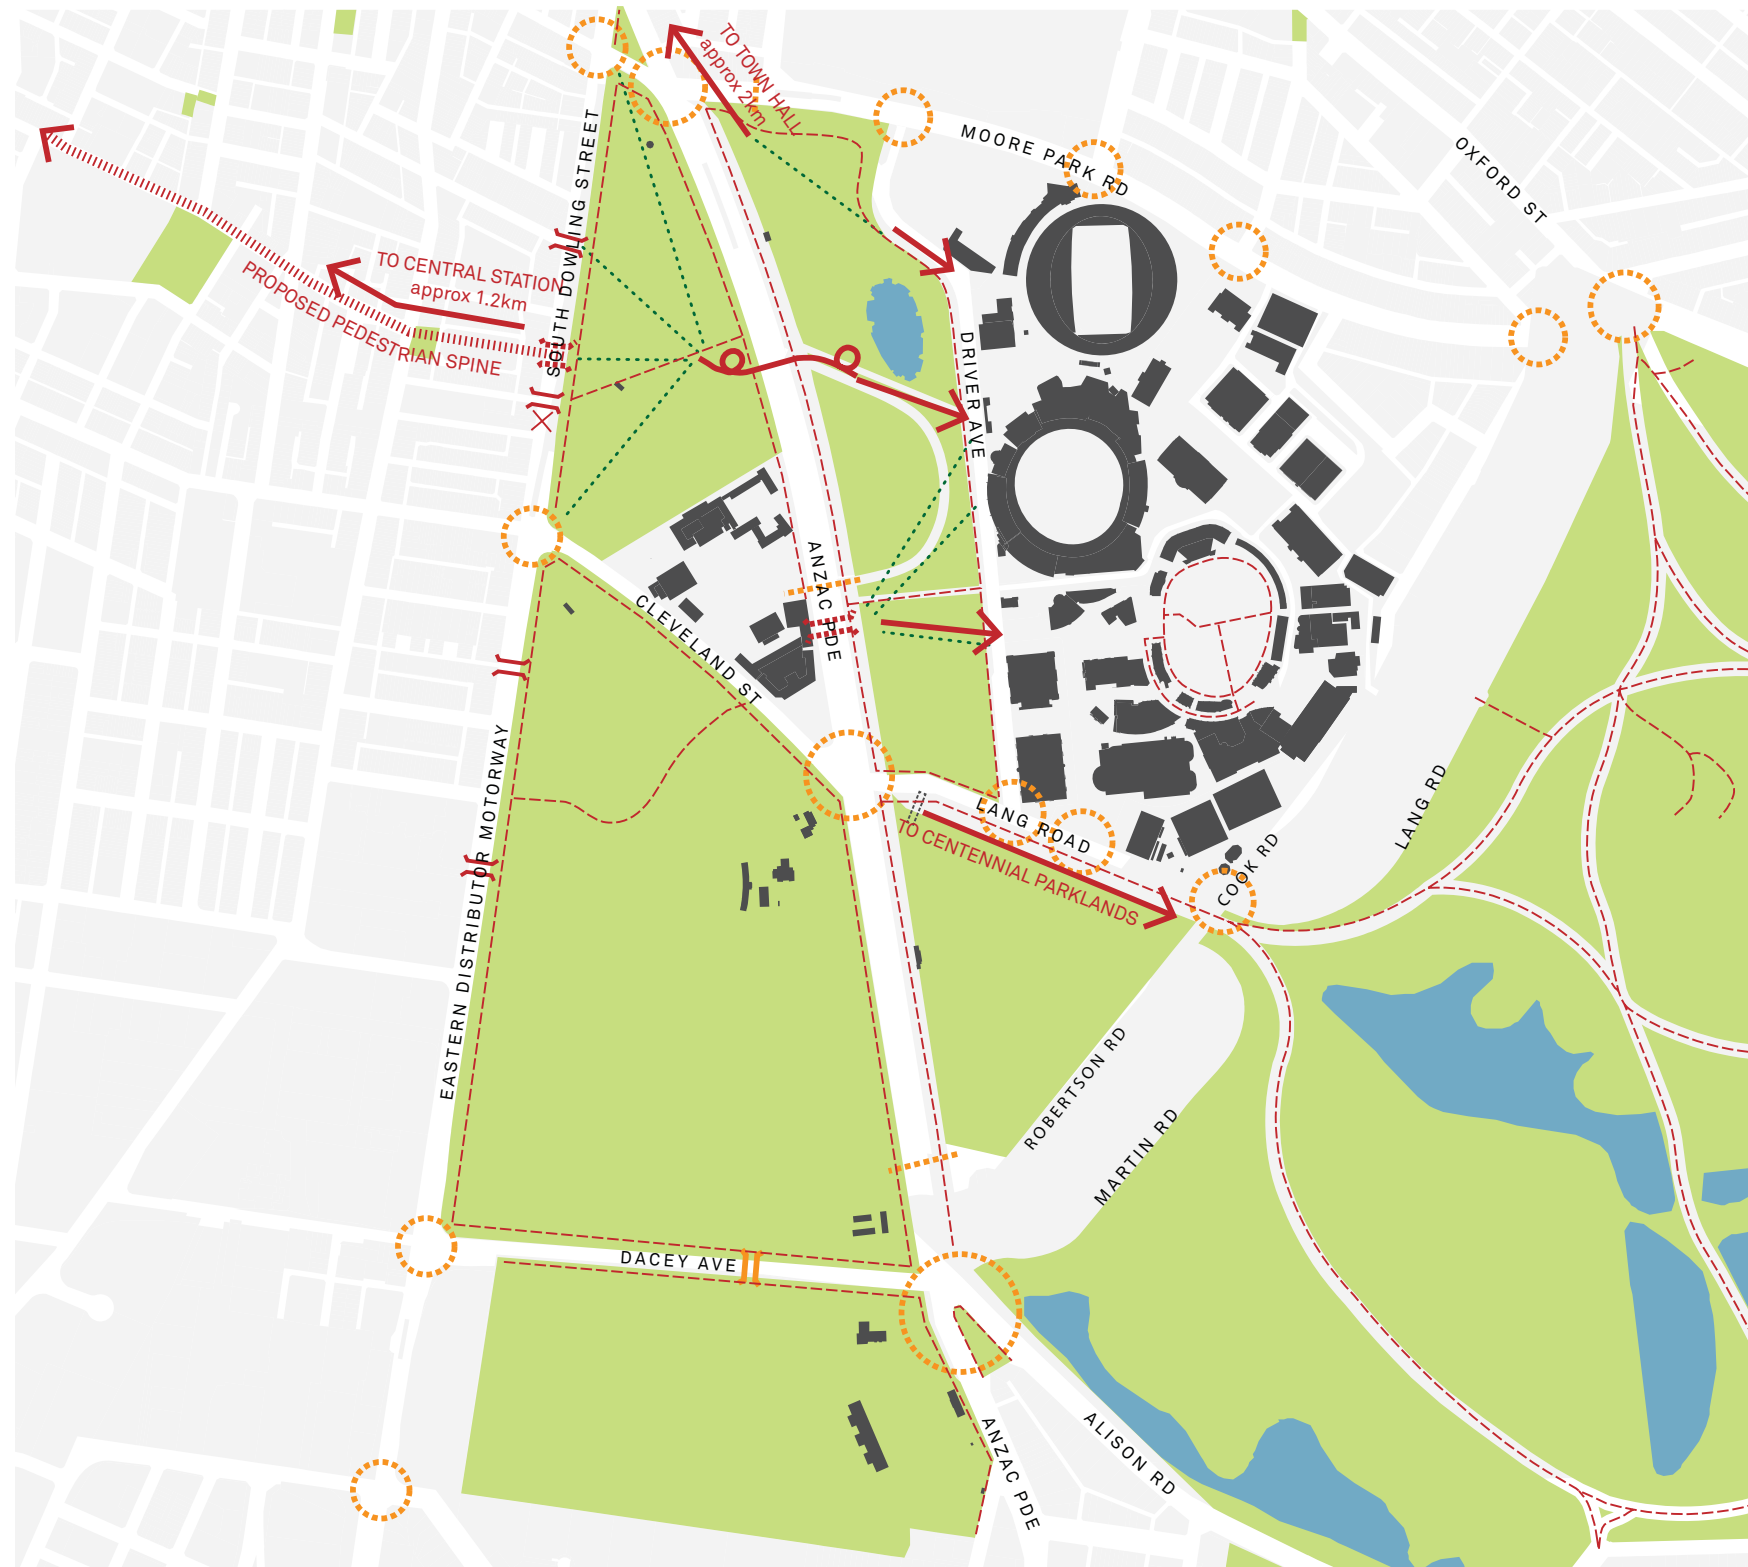 TO TOWN HALL
approx 2km
MOORE PARK RD
OXFORD ST
SOUTH DOWLING STREET
TO CENTRAL STATION
approx 1.2km
PROPOSED PEDESTRIAN SPINE
DRIVER AVE
ANZAC PDE
CLEVELAND ST
EASTERN DISTRIBUTOR MOTORWAY
LANG ROAD
TO CENTENNIAL PARKLANDS
COOK RD
LANG RD
ROBERTSON RD
MARTIN RD
DACEY AVE
ANZAC PDE
ALISON RD